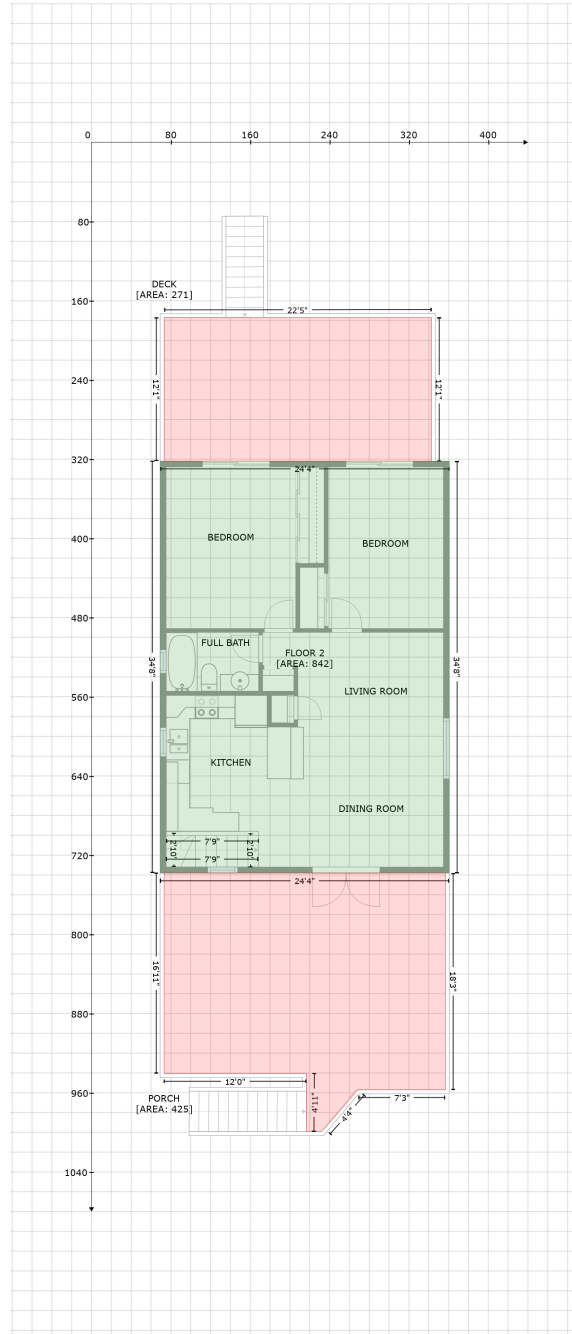 0 80 160 240 320 400
80
DECK
[AREA: 271]
160
22'5"
12'1"
12'1"
240
320
24'4"
400
BEDROOM
BEDROOM
480
FULL BATH
FLOOR 2
[AREA: 842]
34'8"
34'8"
560
LIVING ROOM
KITCHEN
640
DINING ROOM
2'10"
7'9"
2'10"
7'9"
720
24'4"
800
16'11"
18'3"
880
960
12'0"
PORCH
[AREA: 425]
4'11"
4'4"
7'3"
1040